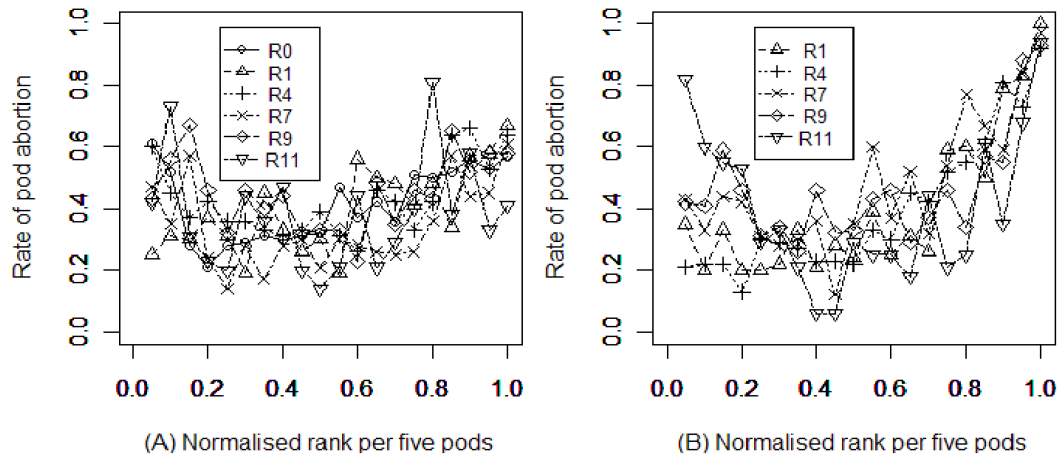 Rate of pod abortion
1.0
0.8
0.6
0.4
0.2
0.0
R0
R1
R4
R7
R9
R11
0.0 0.2 0.4 0.6 0.8 1.0
(A) Normalised rank per five pods
Rate of pod abortion
1.0
0.8
0.6
0.4
0.2
0.0
R1
R4
R7
R9
R11
0.0 0.2 0.4 0.6 0.8 1.0
(B) Normalised rank per five pods